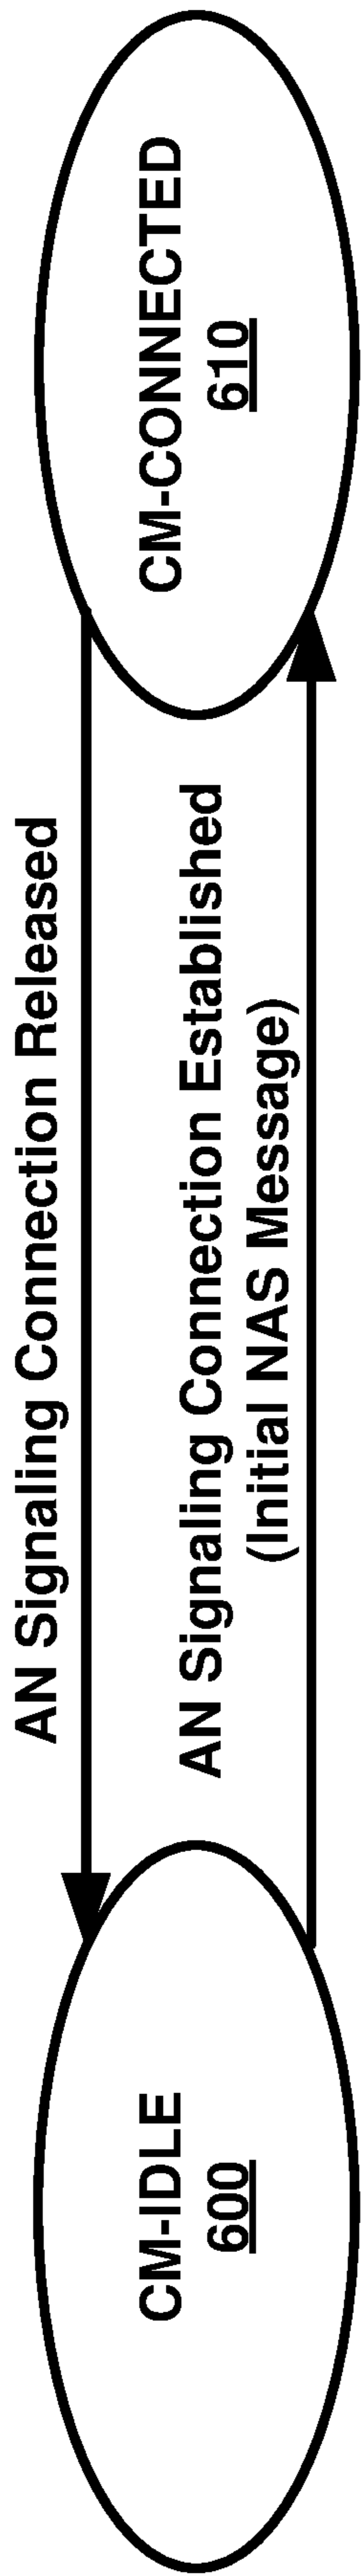 CM-IDLE
600
AN Signaling Connection Released
AN Signaling Connection Established
(Initial NAS Message)
CM-CONNECTED
610